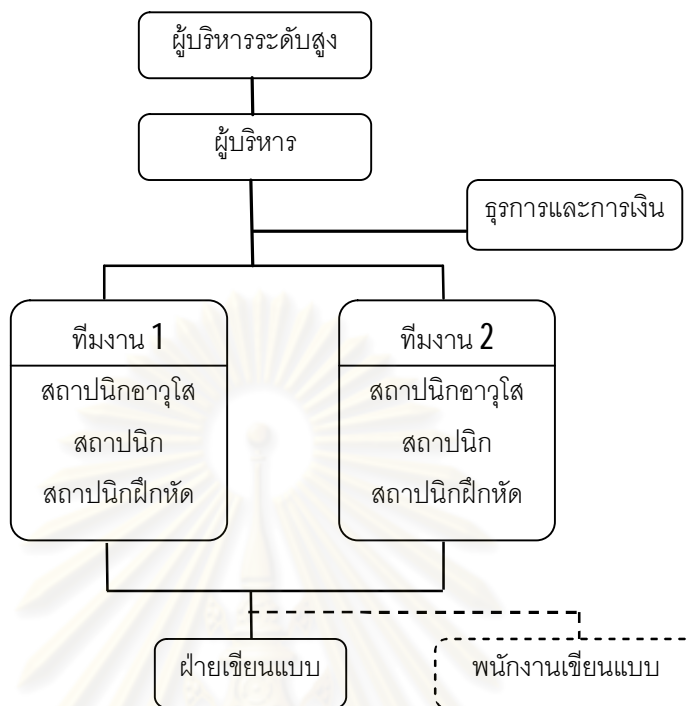 ผู้บริหารระดับสูง
ผู้บริหาร
ธุรการและการเงิน
ทีมงาน 1
สถาปนิกอาวุโส
สถาปนิก
สถาปนิกฝึกหัด
ทีมงาน 2
สถาปนิกอาวุโส
สถาปนิก
สถาปนิกฝึกหัด
ฝ่ายเขียนแบบ
พนักงานเขียนแบบ